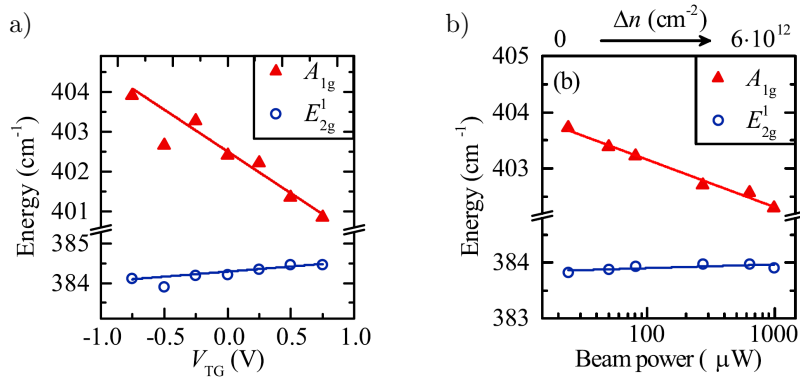 a)
A1g
E12g
404
403
402
401
385
384
Energy (cm-1)
-1.0 -0.5 0.0 0.5 1.0
VTG (V)
b)
Δn (cm-2)
0 6·1012
(b)
A1g
E12g
405
404
403
384
383
Energy (cm-1)
100 1000
Beam power ( μW)